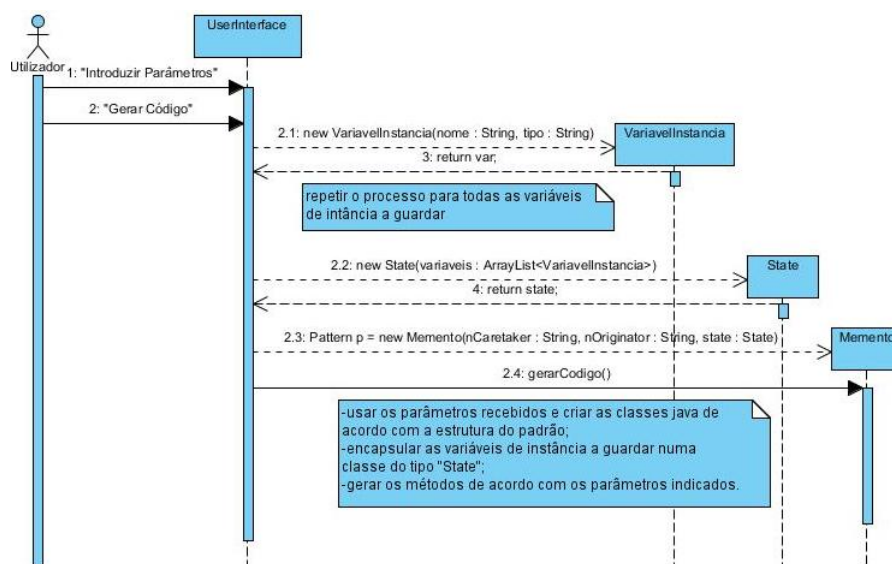 UserInterface
Utilizador
1: "Introduzir Parâmetros"
2: "Gerar Código"
2.1: new VariavelInstancia(nome : String, tipo : String)
VariavelInstancia
3: return var;
repetir o processo para todas as variáveis
de intância a guardar
2.2: new State(variaveis : ArrayList<VariavelInstancia>)
State
4: return state;
2.3: Pattern p = new Memento(nCaretaker : String, nOriginator : String, state : State)
Memento
2.4: gerarCodigo()
-usar os parâmetros recebidos e criar as classes java de
acordo com a estrutura do padrão;
-encapsular as variáveis de instância a guardar numa
classe do tipo "State";
-gerar os métodos de acordo com os parâmetros indicados.